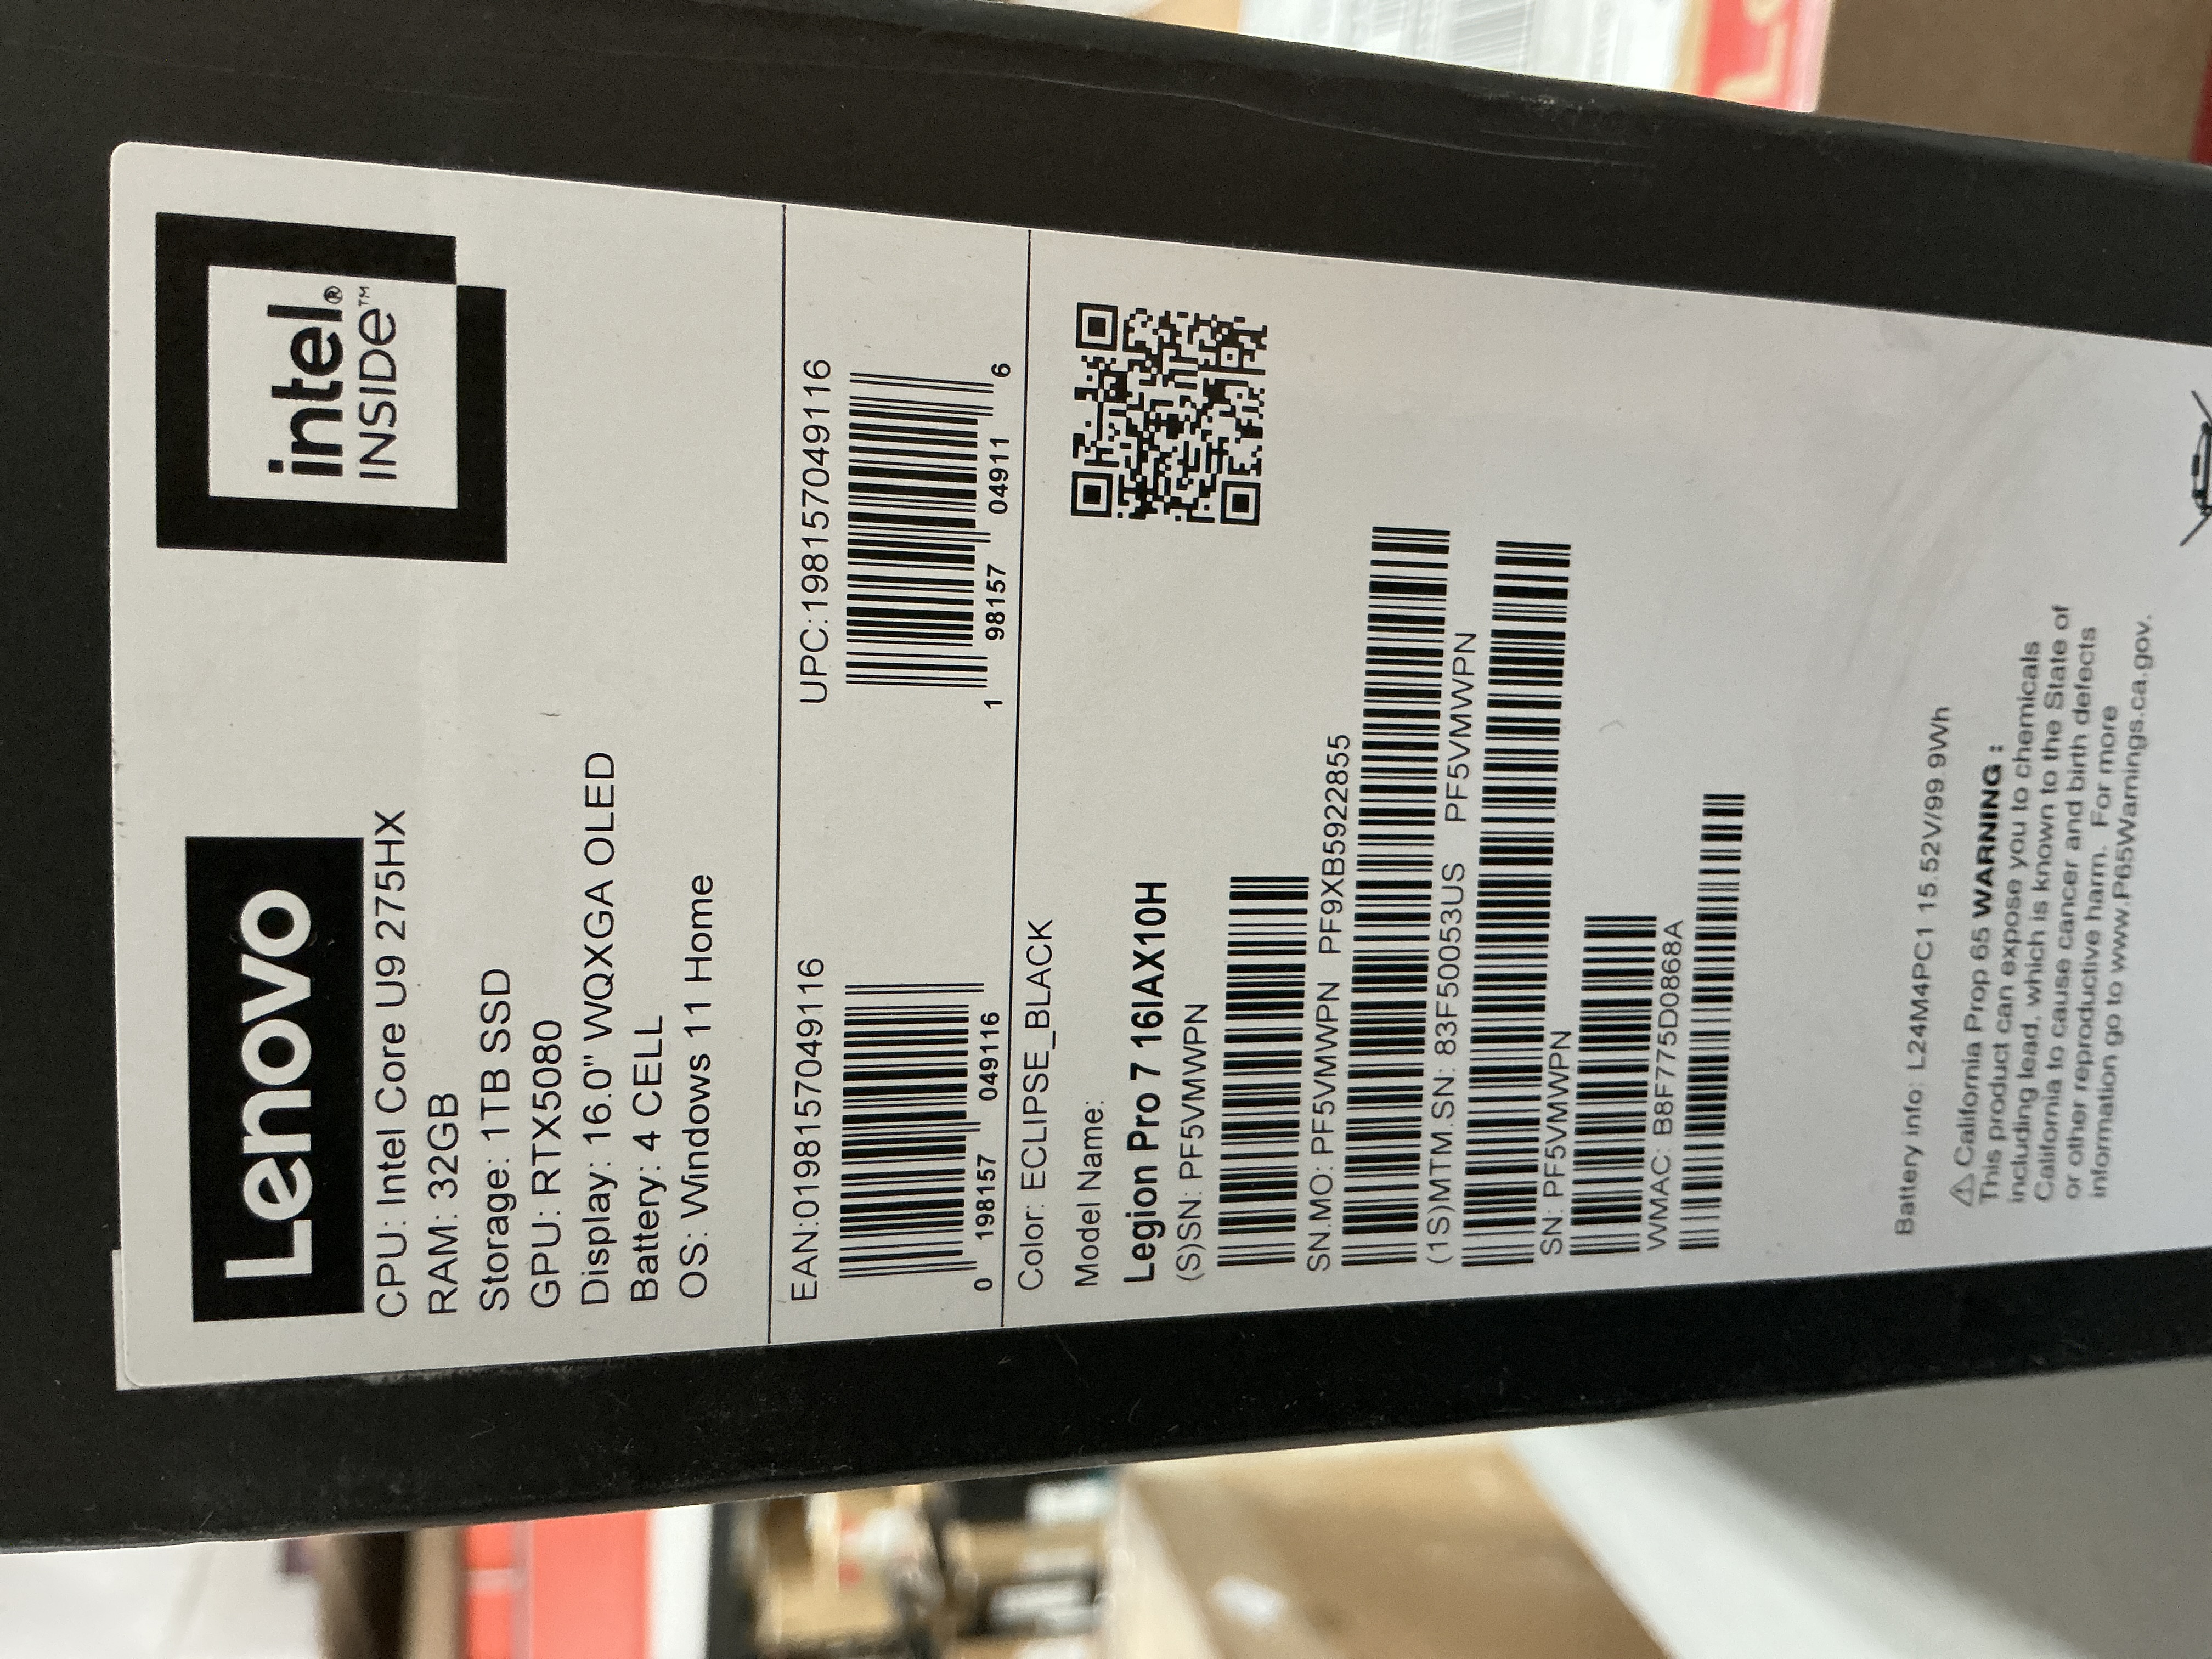 Lenovo
intel®
INSIDE™
CPU: Intel Core U9 275HX
RAM: 32GB
Storage: 1TB SSD
GPU: RTX5080
Display: 16.0" WQXGA OLED
Battery: 4 CELL
OS: Windows 11 Home
EAN:0198157049116
0 198157 049116
UPC:198157049116
1 98157 04911 6
Color: ECLIPSE_BLACK
Model Name:
Legion Pro 7 16IAX10H
(S)SN: PF5VMWPN
SN.MO: PF5VMWPN PF9XB5922855
(1S)MTM.SN: 83F50053US PF5VMWPN
SN: PF5VMWPN
WMAC: B8F775D0868A
Battery info: L24M4PC1 15.52V/99.9Wh
⚠ California Prop 65 WARNING :
This product can expose you to chemicals
including lead, which is known to the State of
California to cause cancer and birth defects
or other reproductive harm. For more
information go to www.P65Warnings.ca.gov.